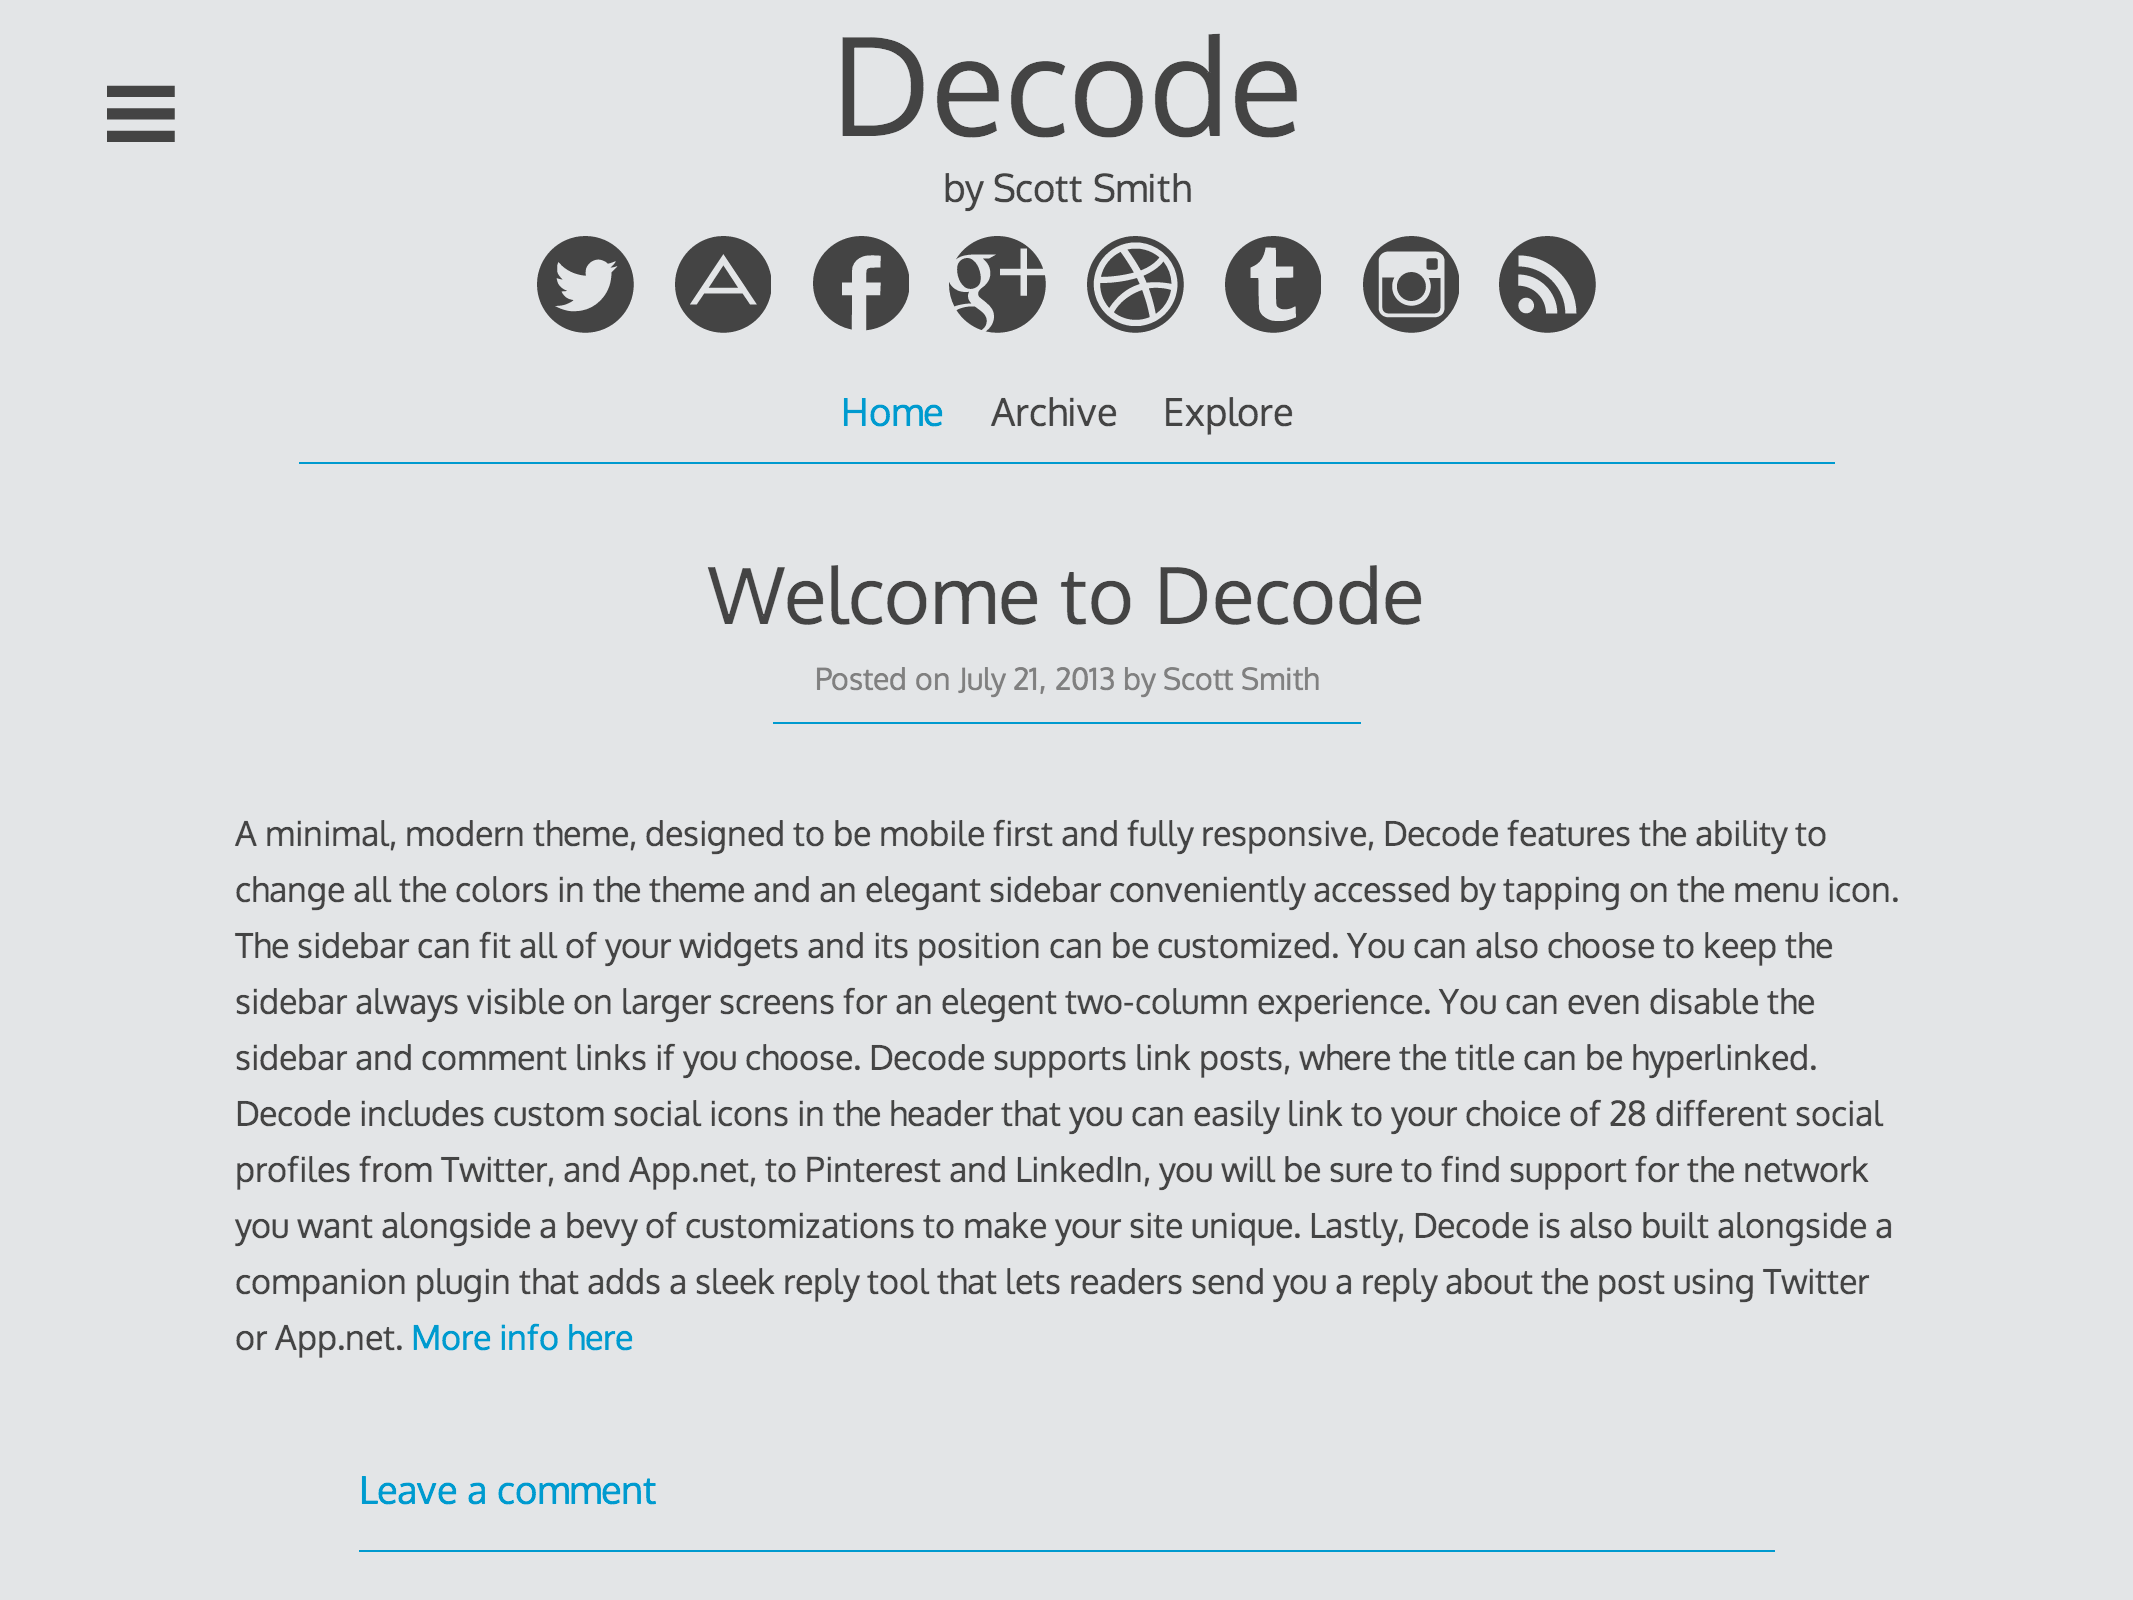 Decode
by Scott Smith
Home Archive Explore
Welcome to Decode
Posted on July 21, 2013 by Scott Smith
A minimal, modern theme, designed to be mobile first and fully responsive, Decode features the ability to
change all the colors in the theme and an elegant sidebar conveniently accessed by tapping on the menu icon.
The sidebar can fit all of your widgets and its position can be customized. You can also choose to keep the
sidebar always visible on larger screens for an elegent two-column experience. You can even disable the
sidebar and comment links if you choose. Decode supports link posts, where the title can be hyperlinked.
Decode includes custom social icons in the header that you can easily link to your choice of 28 different social
profiles from Twitter, and App.net, to Pinterest and LinkedIn, you will be sure to find support for the network
you want alongside a bevy of customizations to make your site unique. Lastly, Decode is also built alongside a
companion plugin that adds a sleek reply tool that lets readers send you a reply about the post using Twitter
or App.net. More info here
Leave a comment